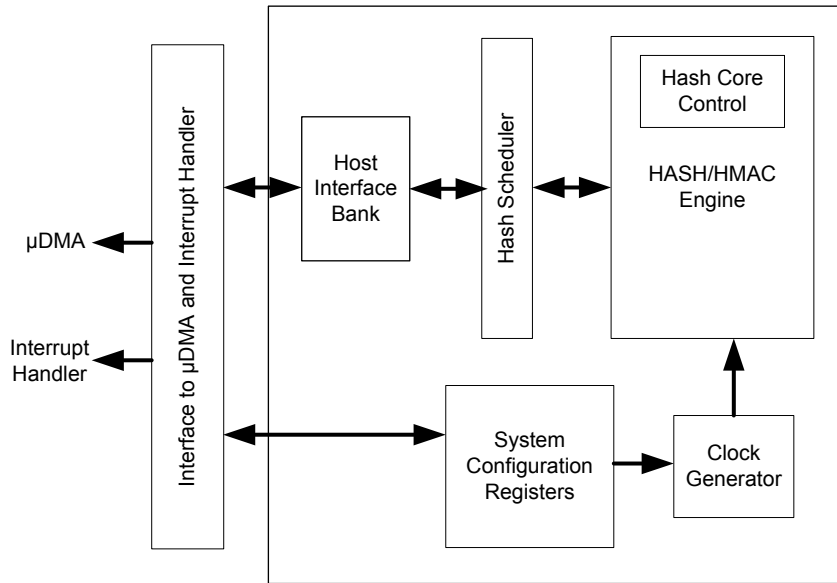 Hash Core
Control
HASH/HMAC
Engine
Hash Scheduler
Host
Interface
Bank
Interface to µDMA and Interrupt Handler
µDMA
Interrupt
Handler
System
Configuration
Registers
Clock
Generator